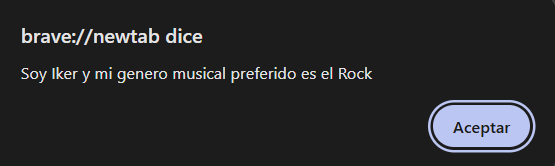 brave://newtab dice
Soy Iker y mi genero musical preferido es el Rock
Aceptar